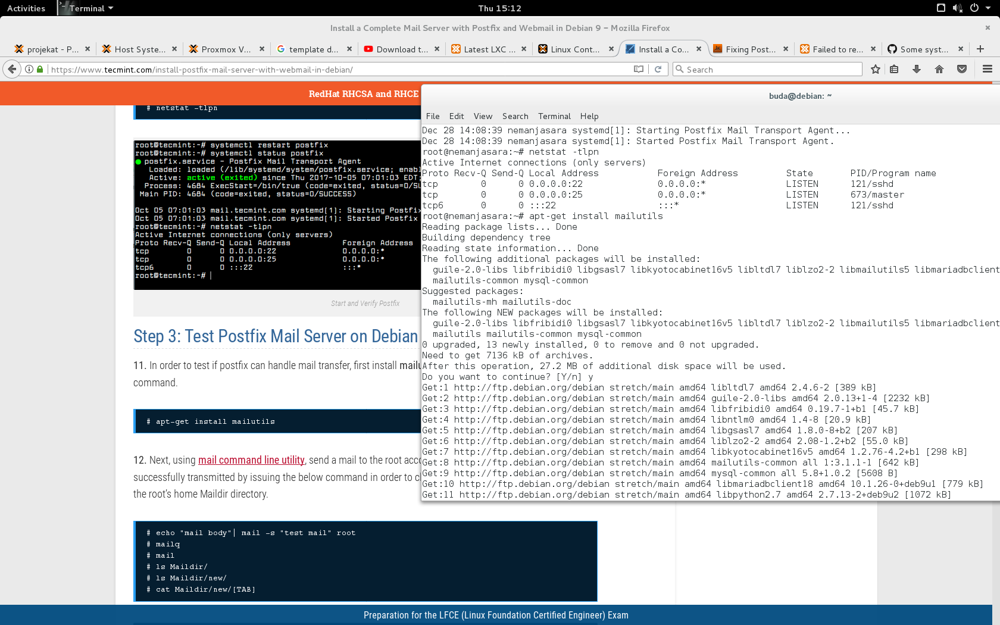 Activities
Terminal
Thu 15:12
Install a Complete Mail Server with Postfix and Webmail in Debian 9 – Mozilla Firefox
projekat - P...
Host Syste...
Proxmox V...
template d...
Download t...
Latest LXC ...
Linux Cont...
Install a Co...
Fixing Post...
Failed to re...
Some syst...
https://www.tecmint.com/install-postfix-mail-server-with-webmail-in-debian/
Search
RedHat RHCSA and RHCE
# netstat -tlpn
root@tecmint:~# systemctl restart postfix
root@tecmint:~# systemctl status postfix
● postfix.service - Postfix Mail Transport Agent
Loaded: loaded (/lib/systemd/system/postfix.service; enabl
Active: active (exited) since Thu 2017-10-05 07:01:03 EDT;
Process: 4684 ExecStart=/bin/true (code=exited, status=0/SU
Main PID: 4684 (code=exited, status=0/SUCCESS)
Oct 05 07:01:03 mail.tecmint.com systemd[1]: Starting Postfix
Oct 05 07:01:03 mail.tecmint.com systemd[1]: Started Postfix
root@tecmint:~# netstat -tlpn
Active Internet connections (only servers)
Proto Recv-Q Send-Q Local Address Foreign Address
tcp 0 0 0.0.0.0:22 0.0.0.0:*
tcp 0 0 0.0.0.0:25 0.0.0.0:*
tcp6 0 0 :::22 :::*
root@tecmint:~#
Start and Verify Postfix
Step 3: Test Postfix Mail Server on Debian
11. In order to test if postfix can handle mail transfer, first install mailu
command.
# apt-get install mailutils
12. Next, using mail command line utility, send a mail to the root acco
successfully transmitted by issuing the below command in order to c
the root's home Maildir directory.
# echo "mail body"| mail -s "test mail" root
# mailq
# mail
# ls Maildir/
# ls Maildir/new/
# cat Maildir/new/[TAB]
Preparation for the LFCE (Linux Foundation Certified Engineer) Exam
buda@debian: ~
File Edit View Search Terminal Help
Dec 28 14:08:39 nemanjasara systemd[1]: Starting Postfix Mail Transport Agent...
Dec 28 14:08:39 nemanjasara systemd[1]: Started Postfix Mail Transport Agent.
root@nemanjasara:~# netstat -tlpn
Active Internet connections (only servers)
Proto Recv-Q Send-Q Local Address Foreign Address State PID/Program name
tcp 0 0 0.0.0.0:22 0.0.0.0:* LISTEN 121/sshd
tcp 0 0 0.0.0.0:25 0.0.0.0:* LISTEN 673/master
tcp6 0 0 :::22 :::* LISTEN 121/sshd
root@nemanjasara:~# apt-get install mailutils
Reading package lists... Done
Building dependency tree
Reading state information... Done
The following additional packages will be installed:
guile-2.0-libs libfribidi0 libgsasl7 libkyotocabinet16v5 libltdl7 liblzo2-2 libmailutils5 libmariadbclient
mailutils-common mysql-common
Suggested packages:
mailutils-mh mailutils-doc
The following NEW packages will be installed:
guile-2.0-libs libfribidi0 libgsasl7 libkyotocabinet16v5 libltdl7 liblzo2-2 libmailutils5 libmariadbclient
mailutils mailutils-common mysql-common
0 upgraded, 13 newly installed, 0 to remove and 0 not upgraded.
Need to get 7136 kB of archives.
After this operation, 27.2 MB of additional disk space will be used.
Do you want to continue? [Y/n] y
Get:1 http://ftp.debian.org/debian stretch/main amd64 libltdl7 amd64 2.4.6-2 [389 kB]
Get:2 http://ftp.debian.org/debian stretch/main amd64 guile-2.0-libs amd64 2.0.13+1-4 [2232 kB]
Get:3 http://ftp.debian.org/debian stretch/main amd64 libfribidi0 amd64 0.19.7-1+b1 [45.7 kB]
Get:4 http://ftp.debian.org/debian stretch/main amd64 libntlm0 amd64 1.4-8 [20.9 kB]
Get:5 http://ftp.debian.org/debian stretch/main amd64 libgsasl7 amd64 1.8.0-8+b2 [207 kB]
Get:6 http://ftp.debian.org/debian stretch/main amd64 liblzo2-2 amd64 2.08-1.2+b2 [55.0 kB]
Get:7 http://ftp.debian.org/debian stretch/main amd64 libkyotocabinet16v5 amd64 1.2.76-4.2+b1 [298 kB]
Get:8 http://ftp.debian.org/debian stretch/main amd64 mailutils-common all 1:3.1.1-1 [642 kB]
Get:9 http://ftp.debian.org/debian stretch/main amd64 mysql-common all 5.8+1.0.2 [5608 B]
Get:10 http://ftp.debian.org/debian stretch/main amd64 libmariadbclient18 amd64 10.1.26-0+deb9u1 [779 kB]
Get:11 http://ftp.debian.org/debian stretch/main amd64 libpython2.7 amd64 2.7.13-2+deb9u2 [1072 kB]